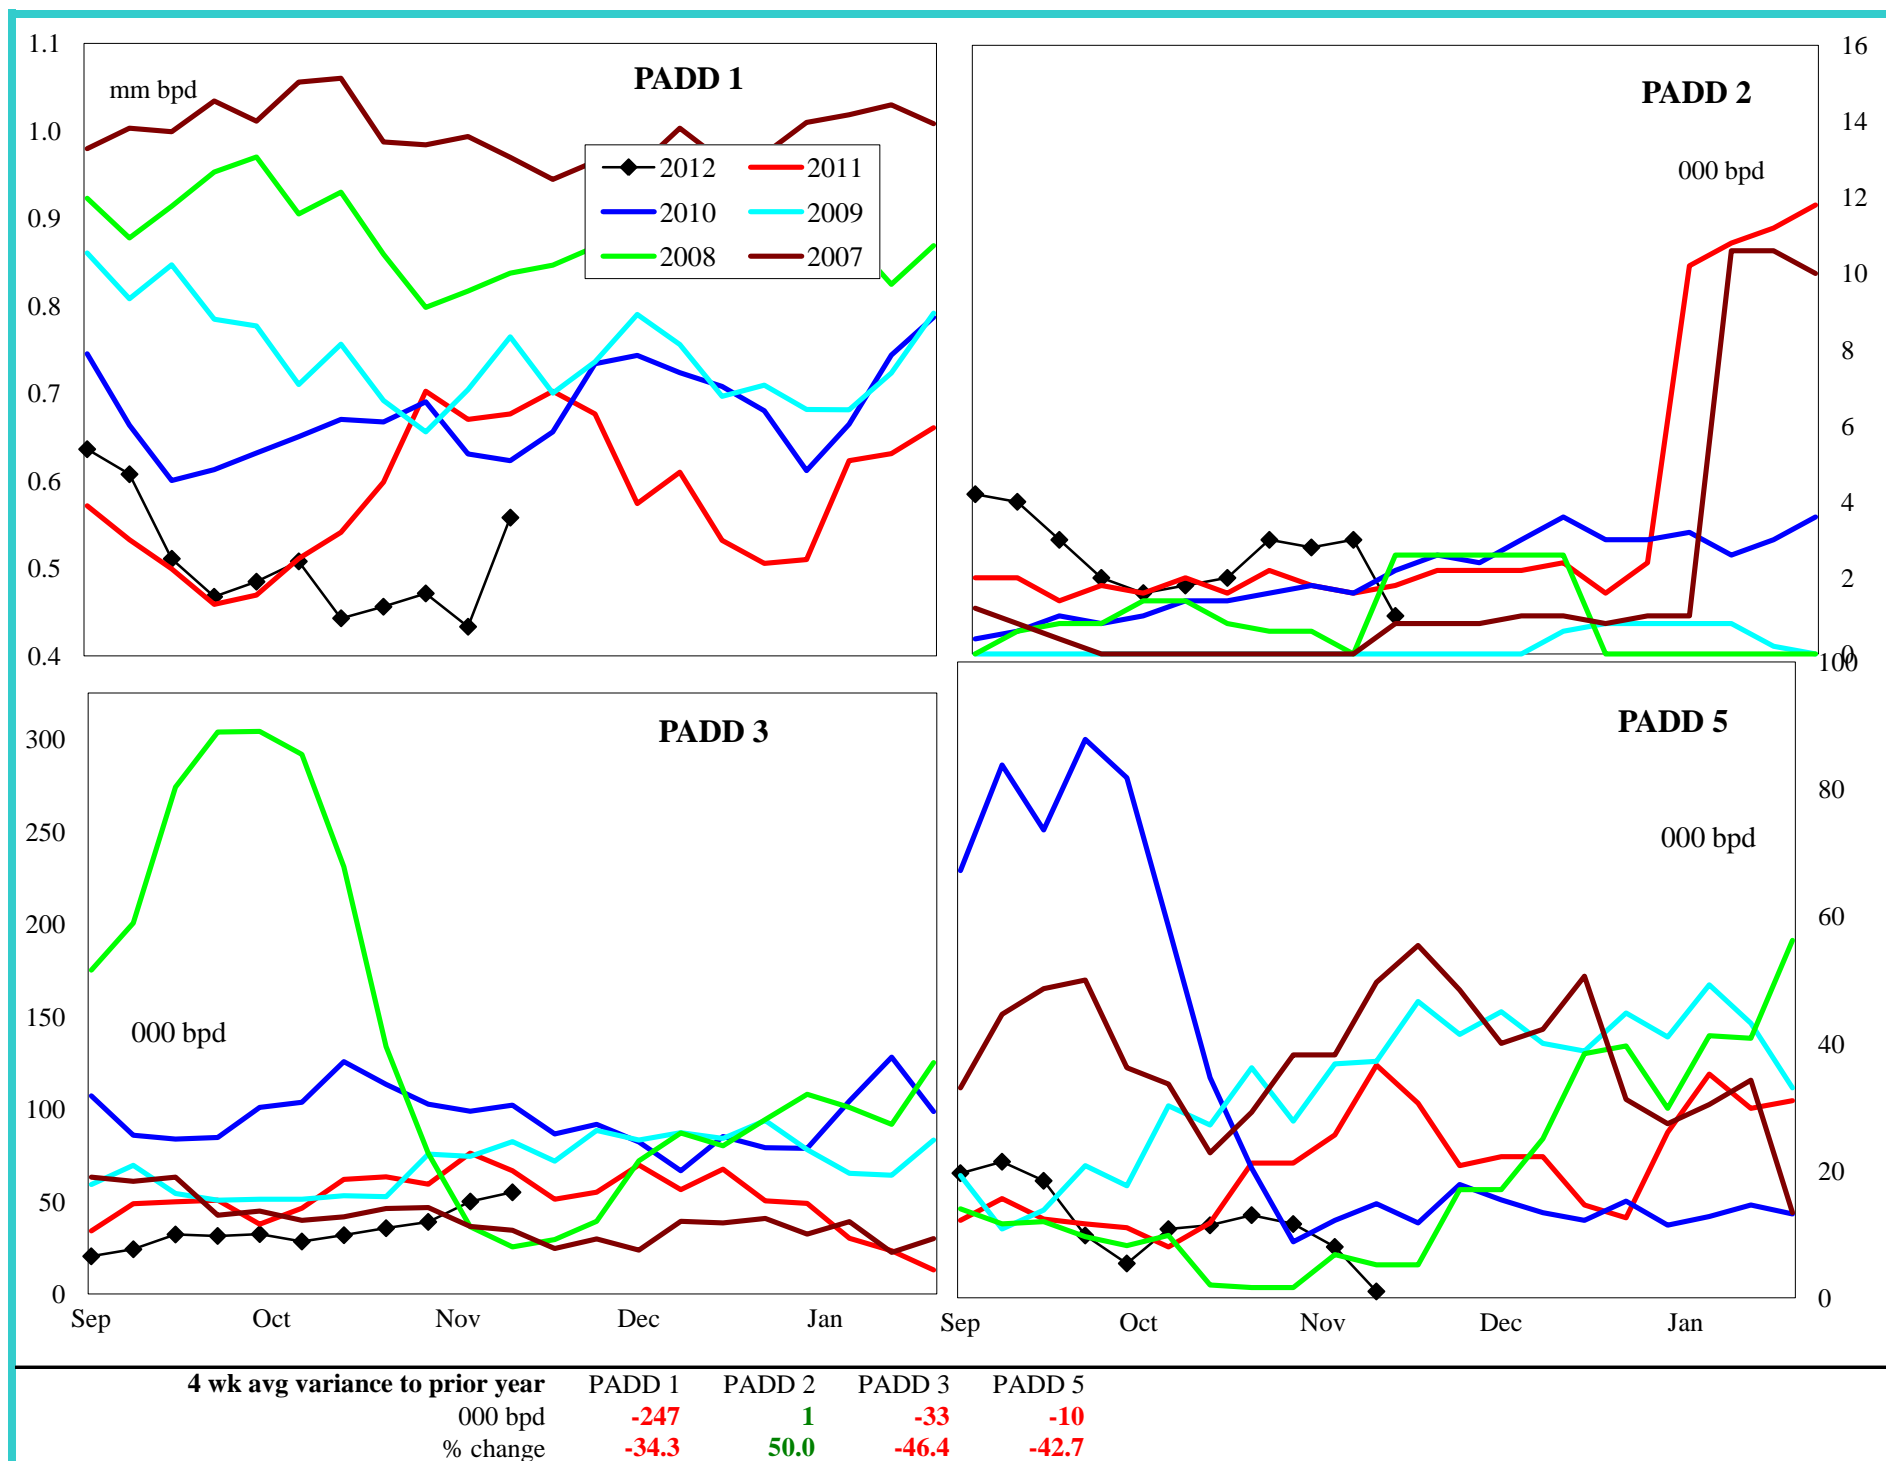 PADD 1
mm bpd
1.1
1.0
0.9
0.8
0.7
0.6
0.5
0.4
2012 2011
2010 2009
2008 2007
PADD 2
000 bpd
16
14
12
10
8
6
4
2
0
PADD 3
000 bpd
300
250
200
150
100
50
0
Sep Oct Nov Dec Jan
PADD 5
000 bpd
100
80
60
40
20
0
Sep Oct Nov Dec Jan
4 wk avg variance to prior year PADD 1 PADD 2 PADD 3 PADD 5
000 bpd -247 1 -33 -10
% change -34.3 50.0 -46.4 -42.7